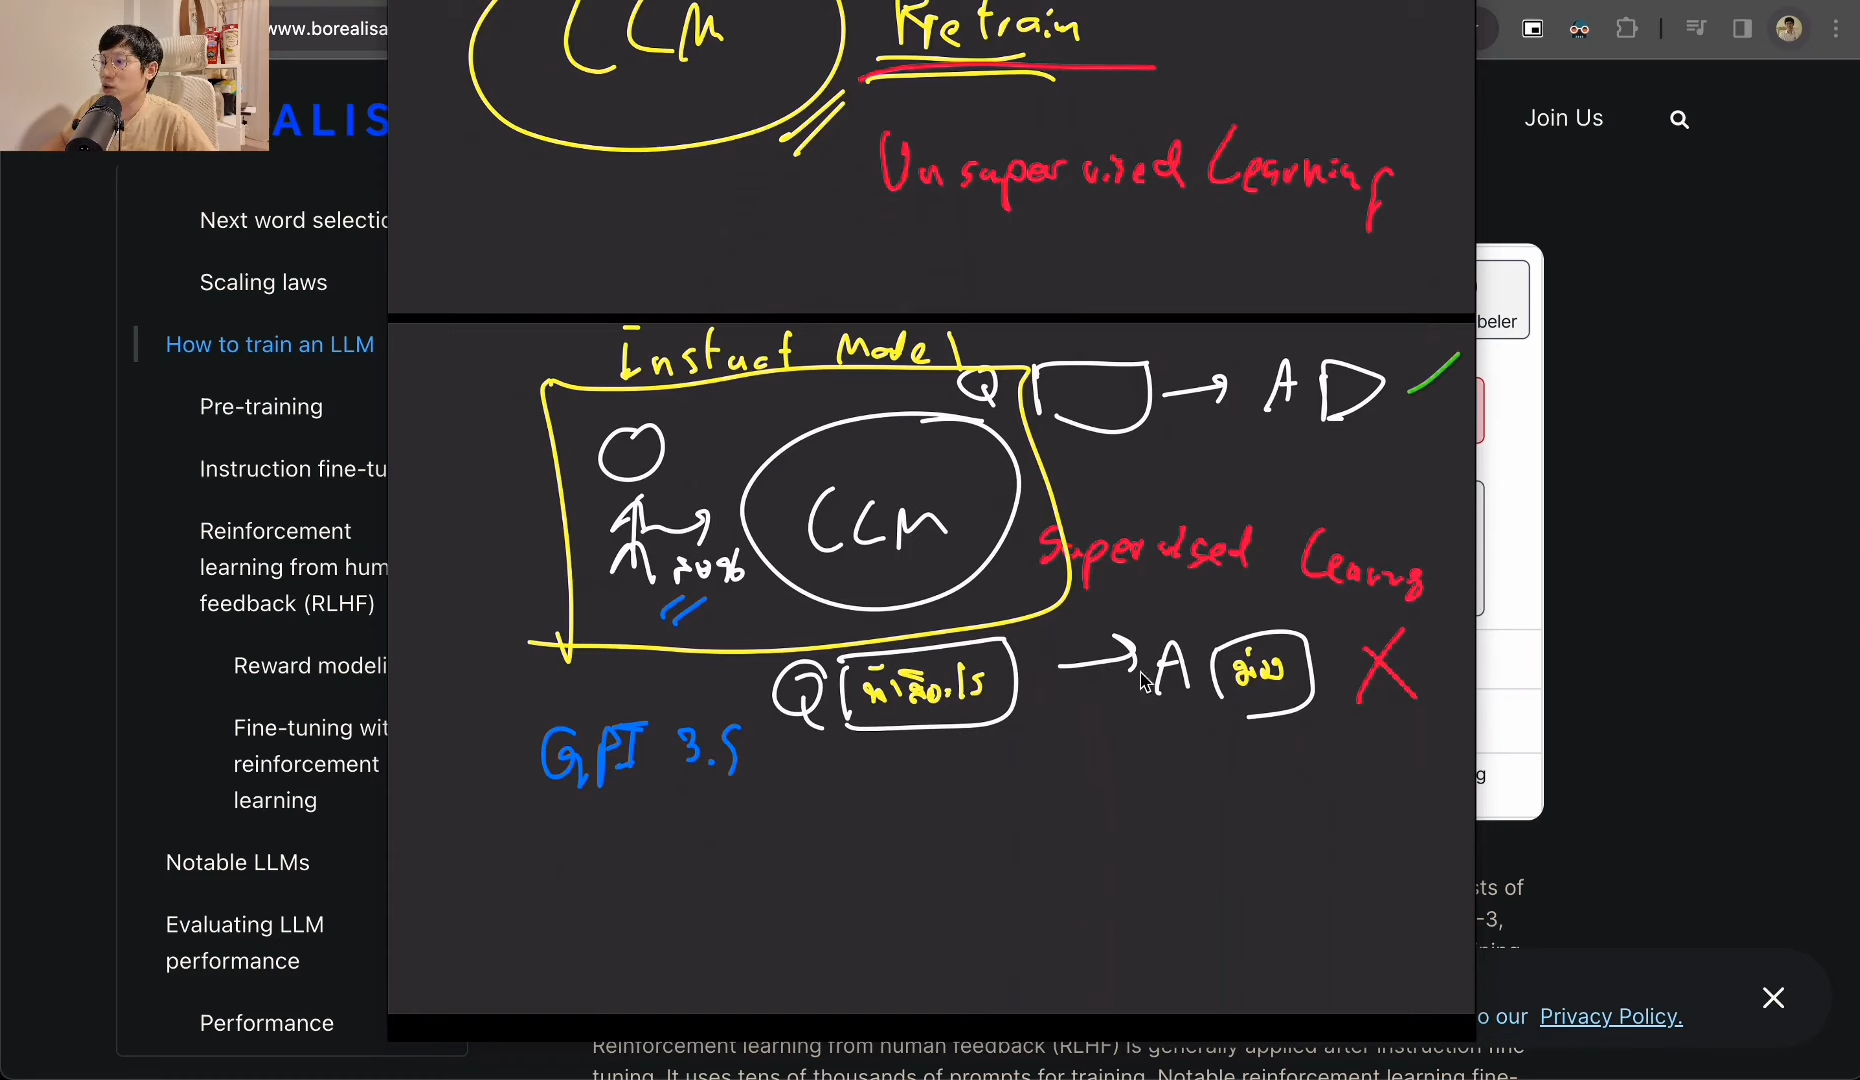 www.borealisa
ALIS
Join Us
LLM
Pretrain
Unsupervised Learning
Next word selectio
Scaling laws
How to train an LLM
Pre-training
Instruction fine-tu
Reinforcement
learning from hum
feedback (RLHF)
Reward modeli
Fine-tuning wit
reinforcement
learning
Notable LLMs
Evaluating LLM
performance
Performance
Instuct Model
Q → A
beler
LLM
Supervised Learning
Q → A
GPT 3.5
g
sts of
-3,
o our Privacy Policy.
Reinforcement learning from human feedback (RLHF) is generally applied after instruction fine
tuning. It uses tens of thousands of prompts for training. Notable reinforcement learning fine-